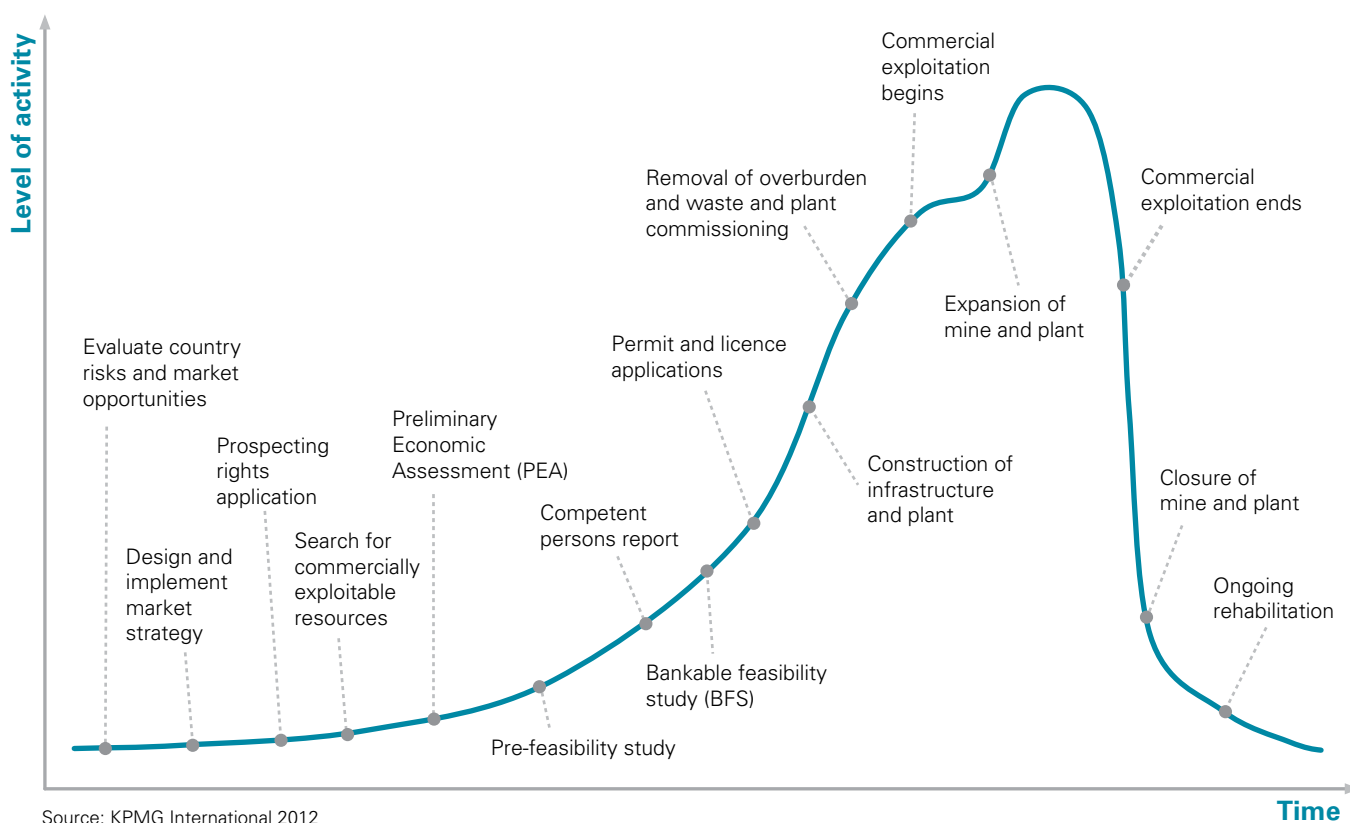 Level of activity
Evaluate country
risks and market
opportunities
Design and
implement
market
strategy
Prospecting
rights
application
Search for
commercially
exploitable
resources
Preliminary
Economic
Assessment (PEA)
Pre-feasibility study
Competent
persons report
Bankable feasibility
study (BFS)
Permit and licence
applications
Construction of
infrastructure
and plant
Removal of overburden
and waste and plant
commissioning
Commercial
exploitation
begins
Expansion of
mine and plant
Commercial
exploitation ends
Closure of
mine and plant
Ongoing
rehabilitation
Time
Source: KPMG International 2012